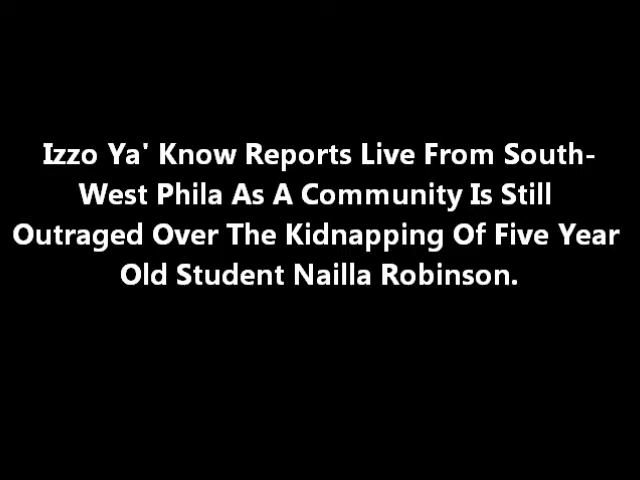 Izzo Ya' Know Reports Live From South-
West Phila As A Community Is Still
Outraged Over The Kidnapping Of Five Year
Old Student Nailla Robinson.